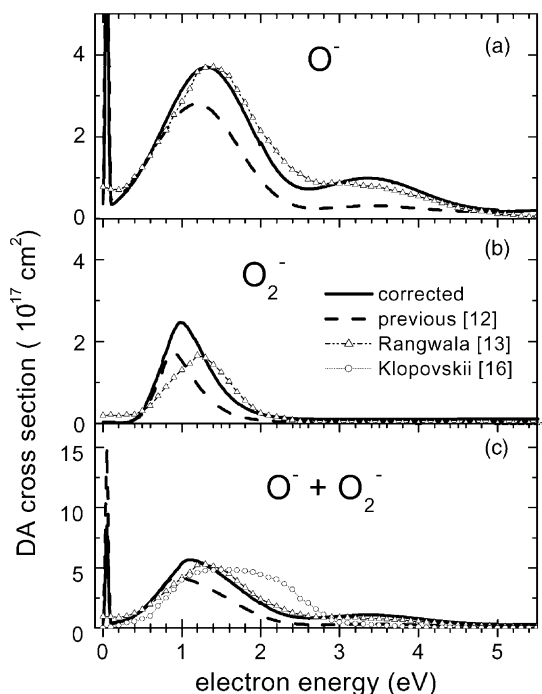 (a)
O⁻
4
2
0
(b)
O₂⁻
4
2
0
corrected
previous [12]
Rangwala [13]
Klopovskii [16]
(c)
O⁻ + O₂⁻
15
10
5
0
0 1 2 3 4 5
DA cross section ( 10¹⁷ cm²)
electron energy (eV)